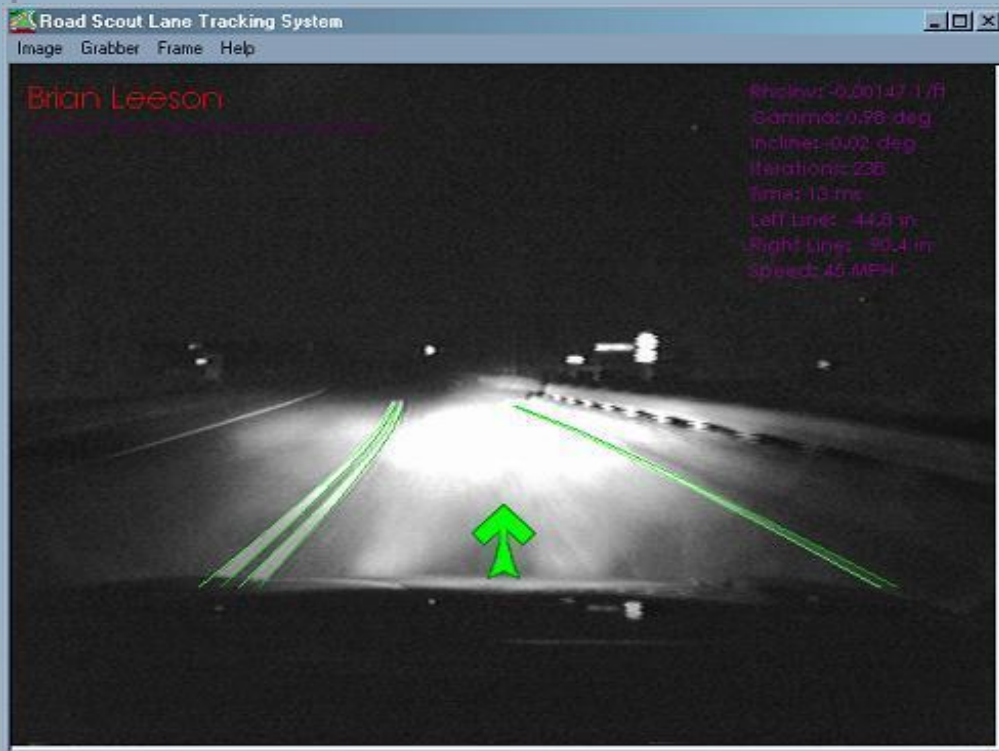 Road Scout Lane Tracking System
Image Grabber Frame Help
Brian Leeson
RhoInv: -0.00147 1/ft
Gamma: 0.98 deg
Incline: -0.02 deg
Iterations: 238
Time: 13 ms
Left Line: -44.8 in
Right Line: 90.4 in
Speed: 45 MPH